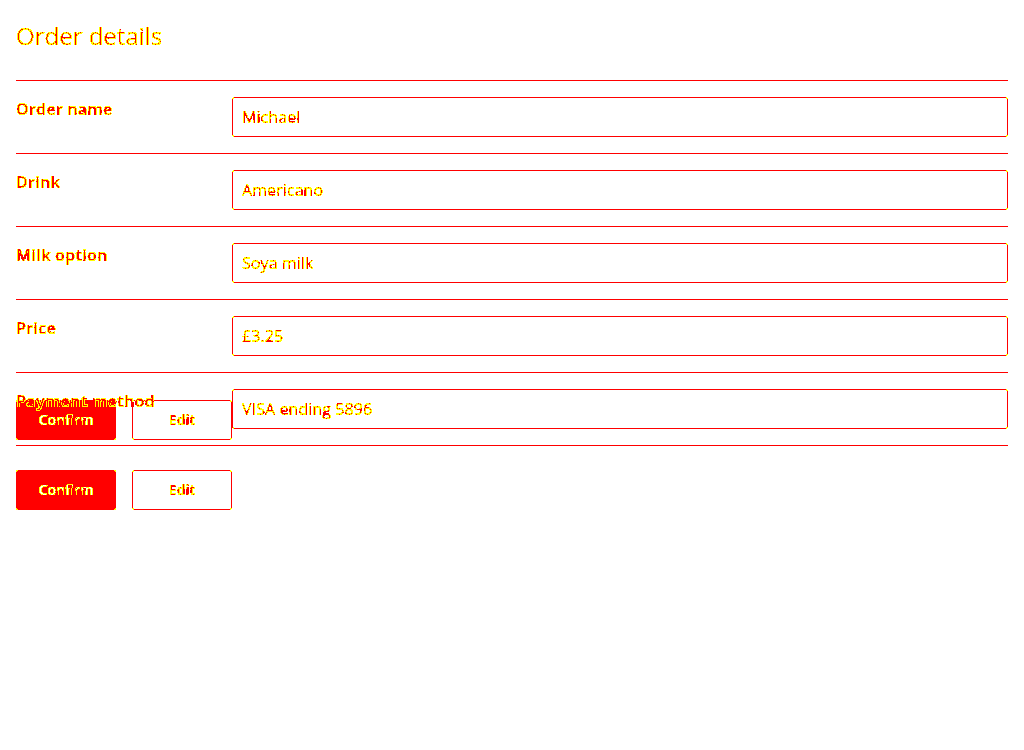 Order details
Order name
Michael
Drink
Americano
Milk option
Soya milk
Price
£3.25
Payment method
VISA ending 5896
Confirm
Edit
Confirm
Edit